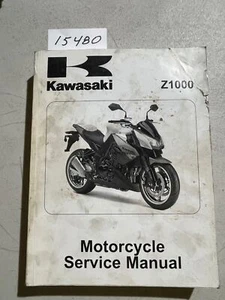 15480
Kawasaki
Z1000
Motorcycle
Service Manual